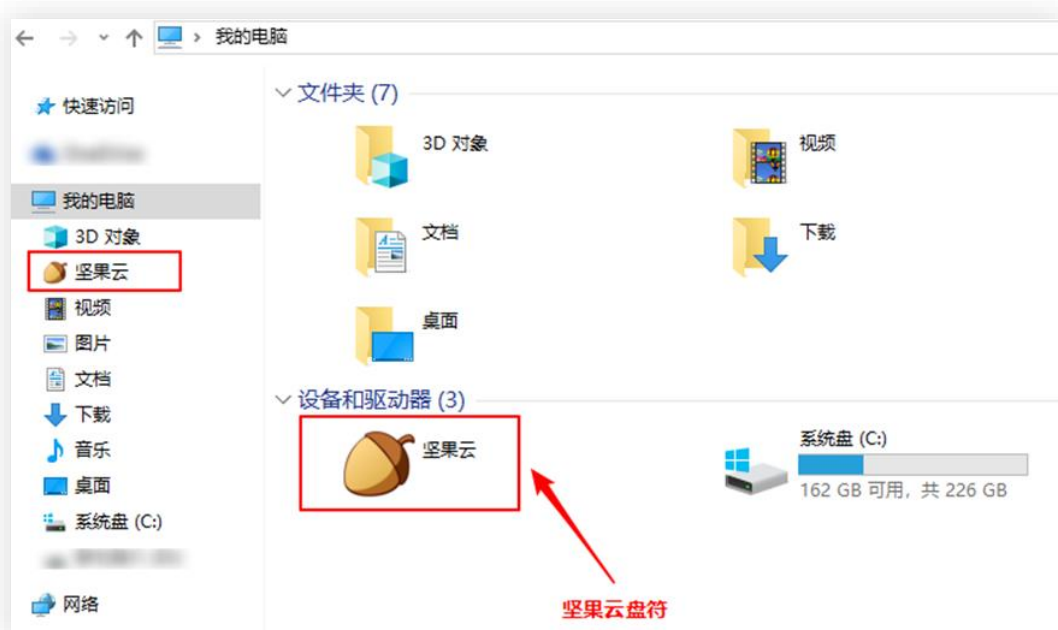 我的电脑
快速访问
我的电脑
3D 对象
坚果云
视频
图片
文档
下载
音乐
桌面
系统盘 (C:)
网络
文件夹 (7)
3D 对象
视频
文档
下载
桌面
设备和驱动器 (3)
坚果云
系统盘 (C:)
162 GB 可用，共 226 GB
坚果云盘符